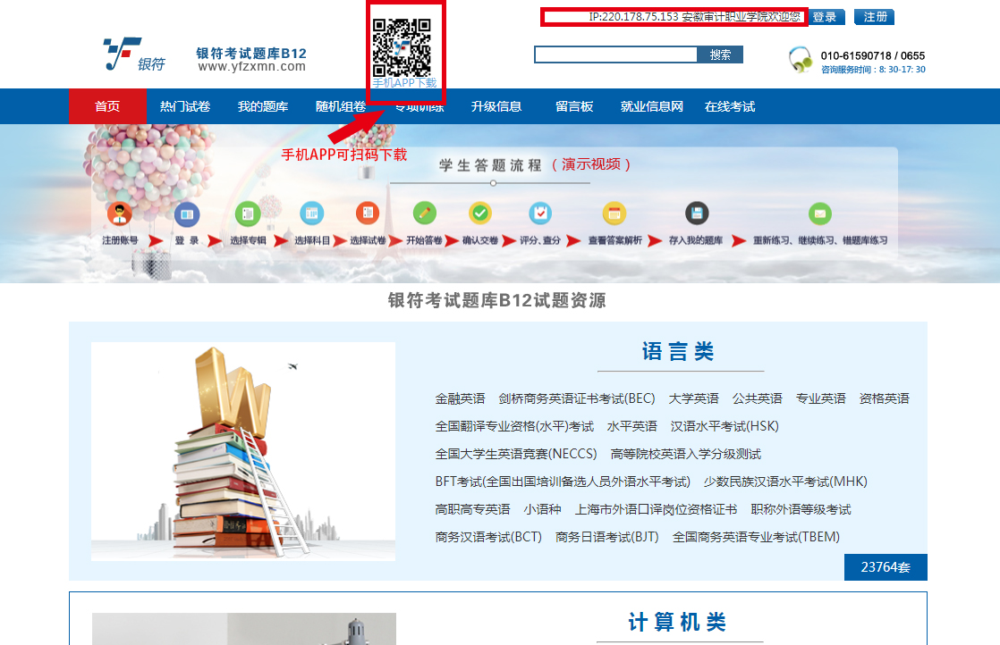 IP:220.178.75.153 安徽审计职业学院欢迎您 登录 注册
银符
银符考试题库B12
www.yfzxmn.com
手机APP下载
搜索
010-61590718 / 0655
咨询服务时间：8: 30-17: 30
首页 热门试卷 我的题库 随机组卷 专项训练 升级信息 留言板 就业信息网 在线考试
手机APP可扫码下载
学生答题流程（演示视频）
注册账号 登录 选择专辑 选择科目 选择试卷 开始答卷 确认交卷 评分、查分 查看答案解析 存入我的题库 重新练习、继续练习、错题库练习
银符考试题库B12试题资源
语言类
金融英语 剑桥商务英语证书考试(BEC) 大学英语 公共英语 专业英语 资格英语
全国翻译专业资格(水平)考试 水平英语 汉语水平考试(HSK)
全国大学生英语竞赛(NECCS) 高等院校英语入学分级测试
BFT考试(全国出国培训备选人员外语水平考试) 少数民族汉语水平考试(MHK)
高职高专英语 小语种 上海市外语口译岗位资格证书 职称外语等级考试
商务汉语考试(BCT) 商务日语考试(BJT) 全国商务英语专业考试(TBEM)
23764套
计算机类